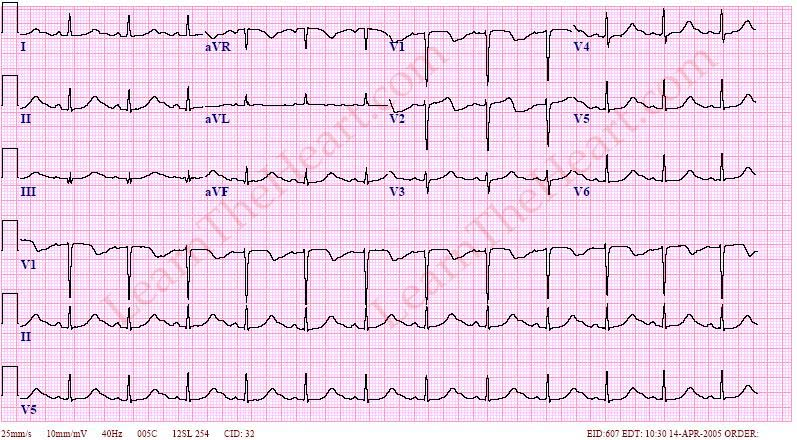 I aVR V1 V4
II aVL V2 V5
III aVF V3 V6
V1
II
V5
LearnTheHeart.com
LearnTheHeart.com
25mm/s 10mm/mV 40Hz 005C 12SL 254 CID: 32 EID:607 EDT: 10:30 14-APR-2005 ORDER: